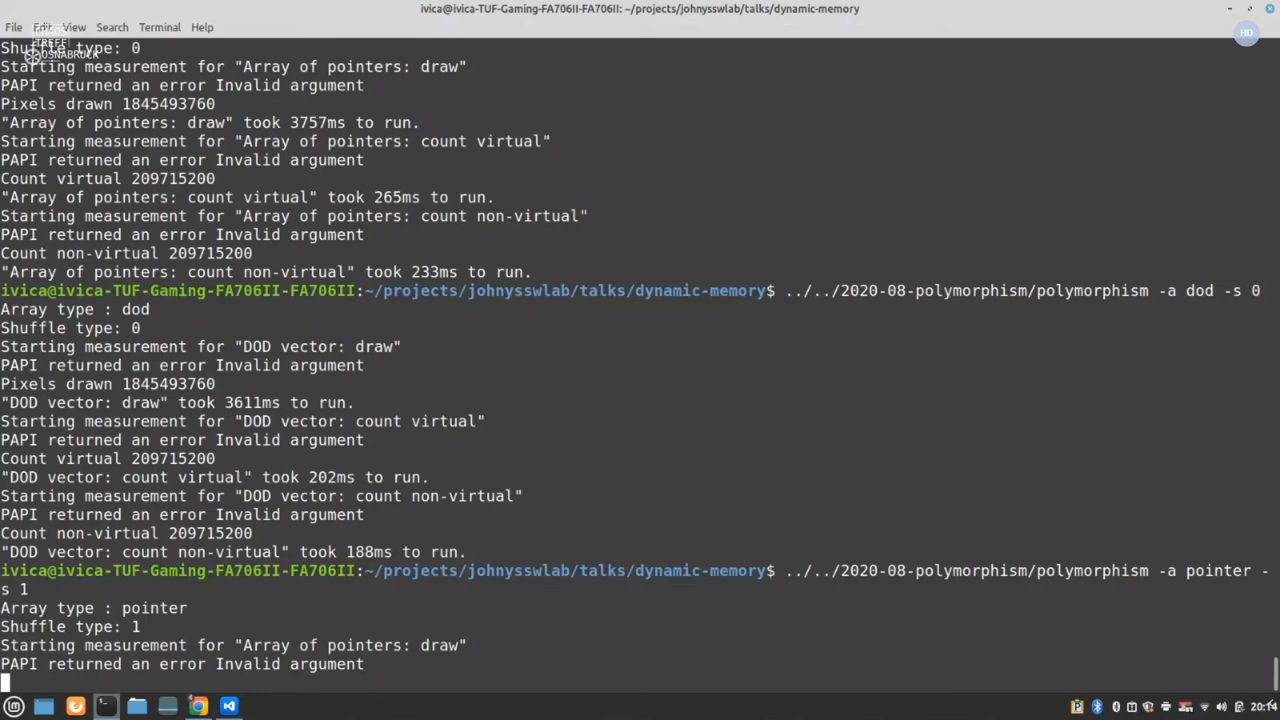 ivica@ivica-TUF-Gaming-FA706II-FA706II: ~/projects/johnysswlab/talks/dynamic-memory
File Edit View Search Terminal Help
HD
TREFF
OSNABRÜCK
Shuffle type: 0
Starting measurement for "Array of pointers: draw"
PAPI returned an error Invalid argument
Pixels drawn 1845493760
"Array of pointers: draw" took 3757ms to run.
Starting measurement for "Array of pointers: count virtual"
PAPI returned an error Invalid argument
Count virtual 209715200
"Array of pointers: count virtual" took 265ms to run.
Starting measurement for "Array of pointers: count non-virtual"
PAPI returned an error Invalid argument
Count non-virtual 209715200
"Array of pointers: count non-virtual" took 233ms to run.
ivica@ivica-TUF-Gaming-FA706II-FA706II:~/projects/johnysswlab/talks/dynamic-memory$ ../../2020-08-polymorphism/polymorphism -a dod -s 0
Array type : dod
Shuffle type: 0
Starting measurement for "DOD vector: draw"
PAPI returned an error Invalid argument
Pixels drawn 1845493760
"DOD vector: draw" took 3611ms to run.
Starting measurement for "DOD vector: count virtual"
PAPI returned an error Invalid argument
Count virtual 209715200
"DOD vector: count virtual" took 202ms to run.
Starting measurement for "DOD vector: count non-virtual"
PAPI returned an error Invalid argument
Count non-virtual 209715200
"DOD vector: count non-virtual" took 188ms to run.
ivica@ivica-TUF-Gaming-FA706II-FA706II:~/projects/johnysswlab/talks/dynamic-memory$ ../../2020-08-polymorphism/polymorphism -a pointer -
s 1
Array type : pointer
Shuffle type: 1
Starting measurement for "Array of pointers: draw"
PAPI returned an error Invalid argument
20:14